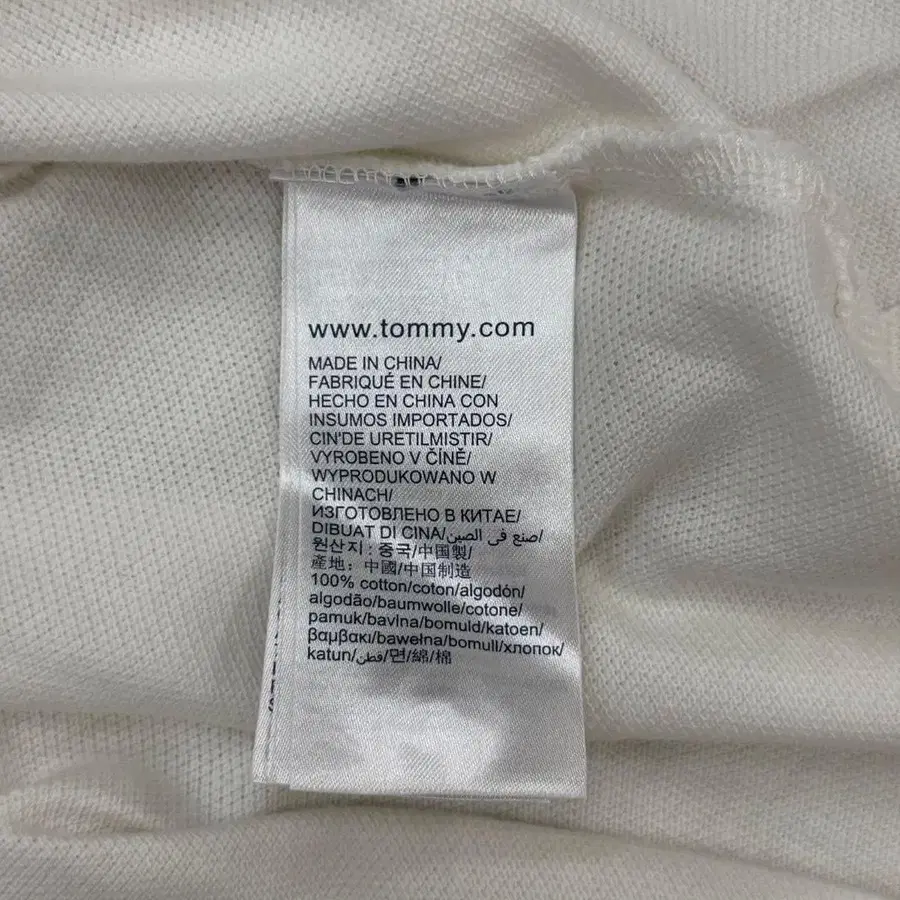 www.tommy.com
MADE IN CHINA/
FABRIQUÉ EN CHINE/
HECHO EN CHINA CON
INSUMOS IMPORTADOS/
CIN'DE URETILMISTIR/
VYROBENO V ČÍNĚ/
WYPRODUKOWANO W
CHINACH/
ИЗГОТОВЛЕНО В КИТАЕ/
DIBUAT DI CINA/صنع في الصين/
원산지 : 중국/中国製/
產地：中國/中国制造
100% cotton/coton/algodón/
algodão/baumwolle/cotone/
pamuk/bavlna/bomuld/katoen/
βαμβακι/bawełna/bomull/хлопок/
katun/قطن/면/綿/棉